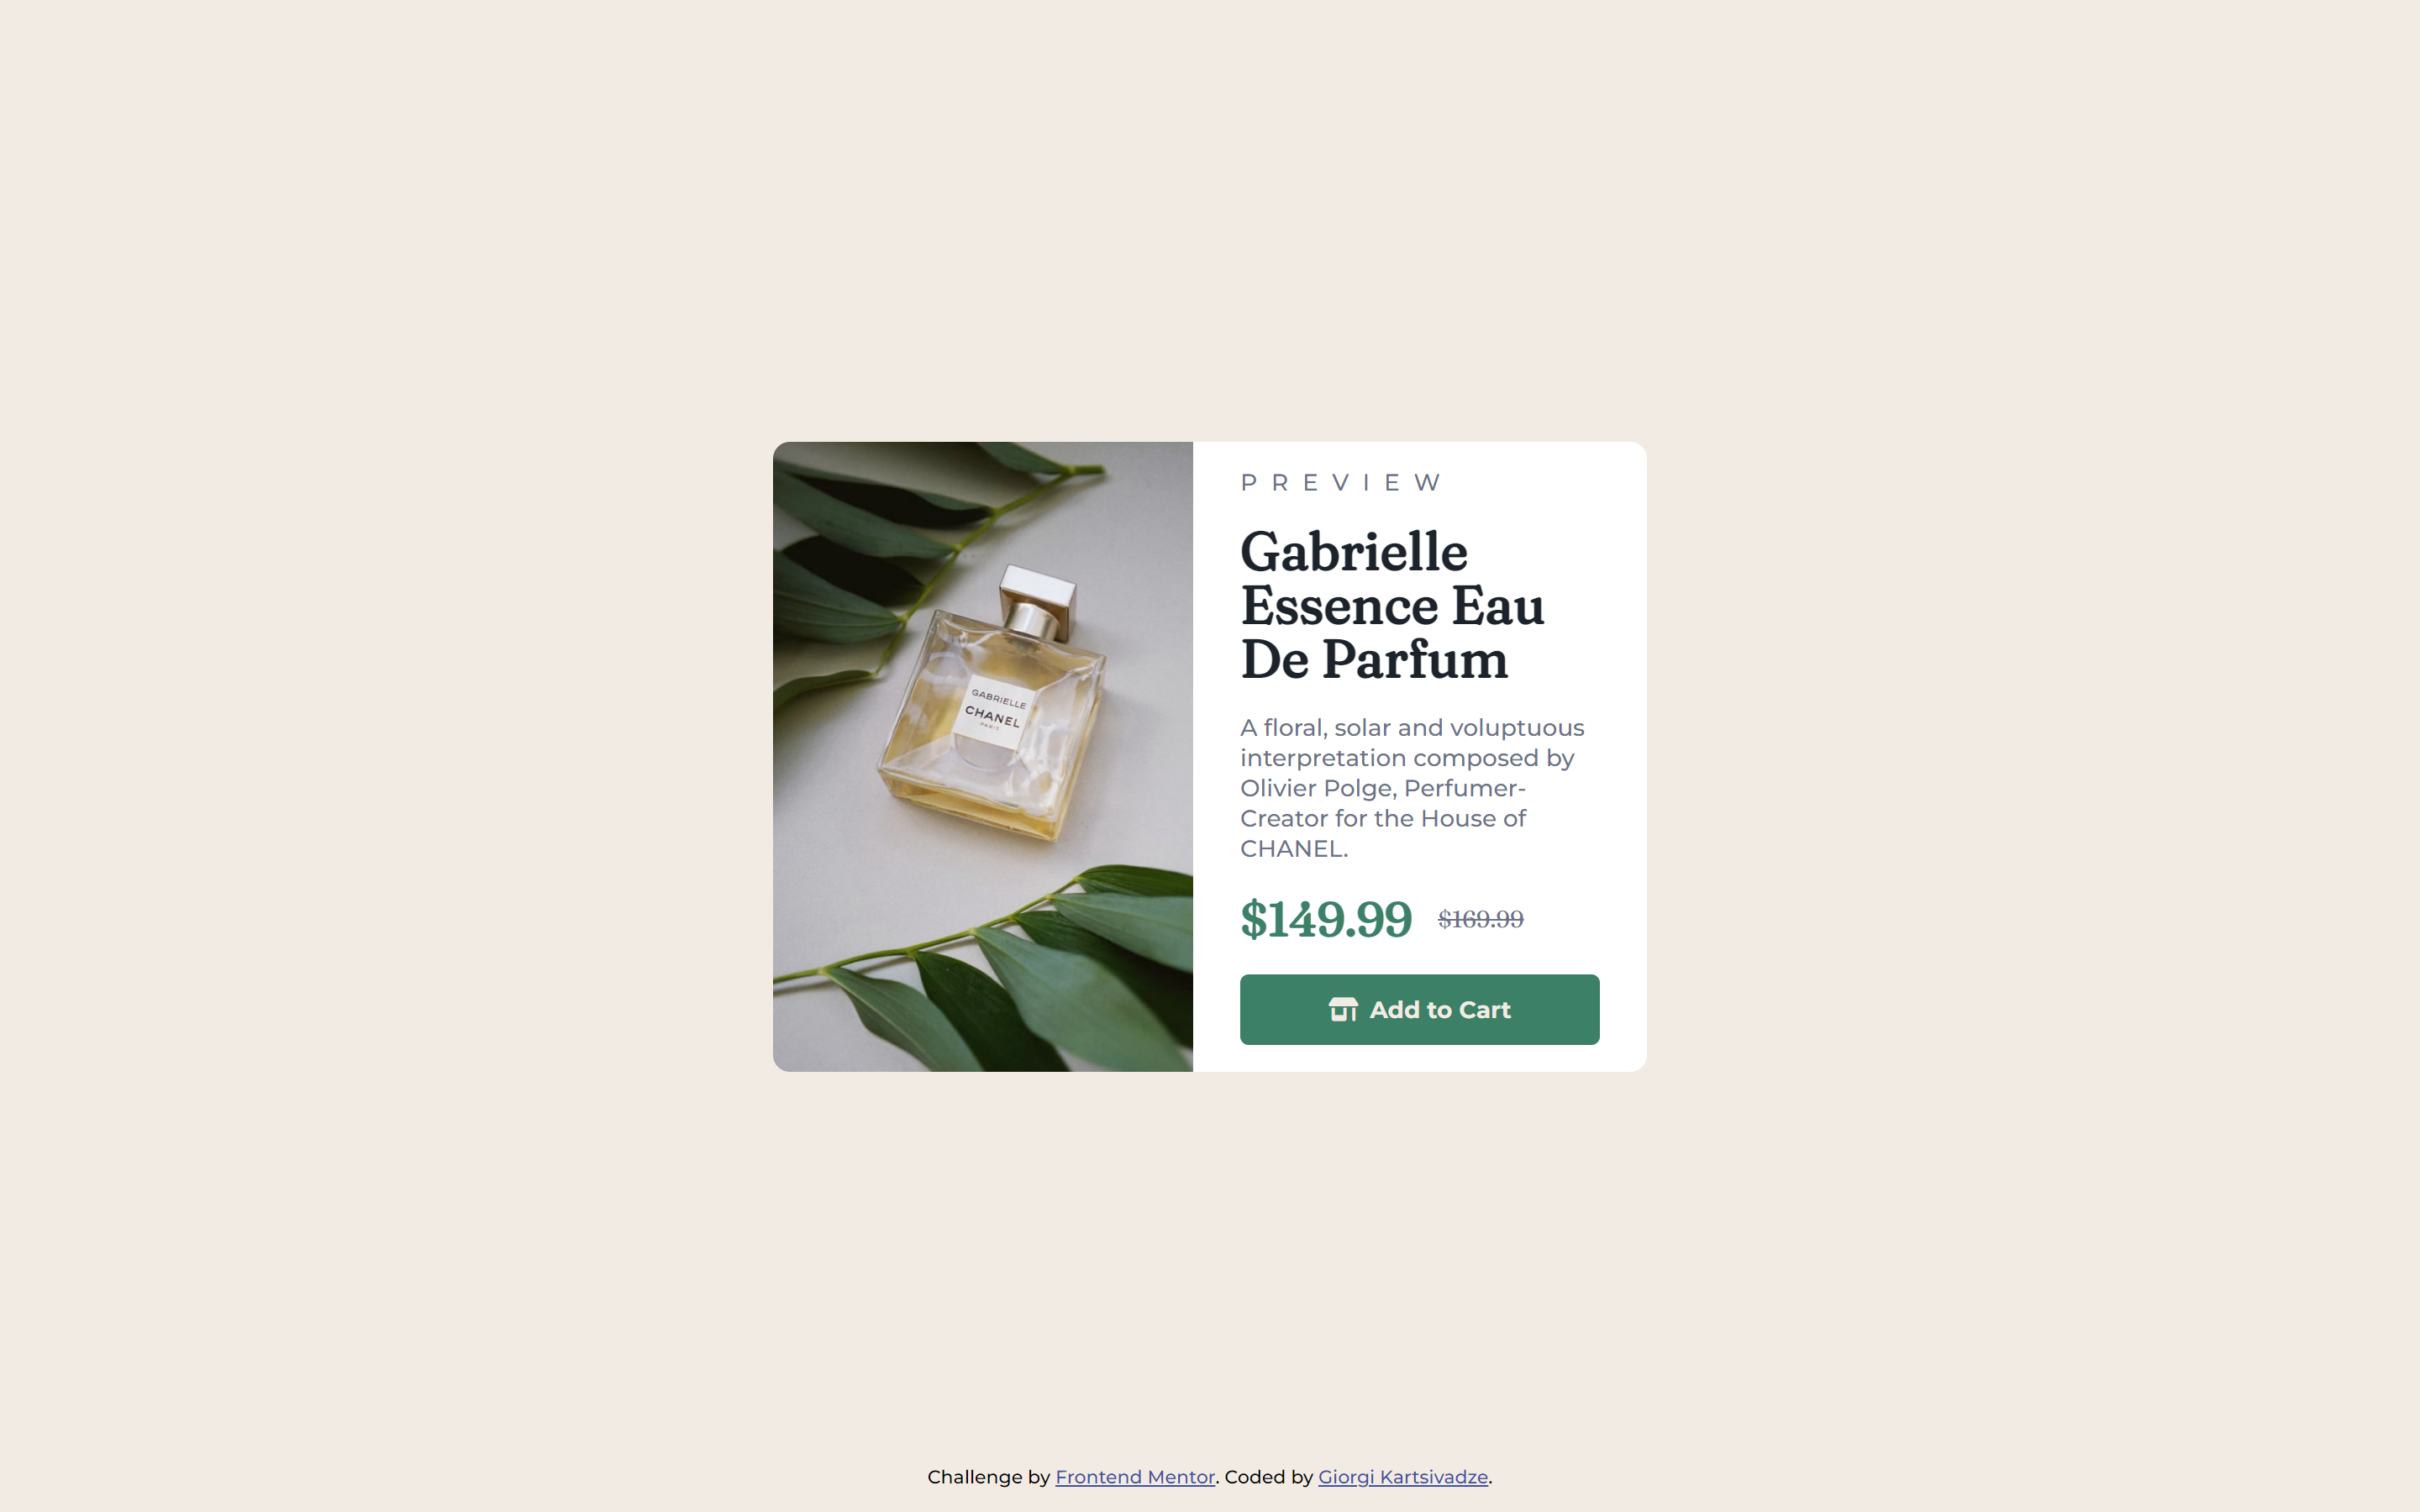 GABRIELLE
CHANEL
PARIS
PREVIEW
Gabrielle
Essence Eau
De Parfum
A floral, solar and voluptuous
interpretation composed by
Olivier Polge, Perfumer-
Creator for the House of
CHANEL.
$149.99 $169.99
Add to Cart
Challenge by Frontend Mentor. Coded by Giorgi Kartsivadze.